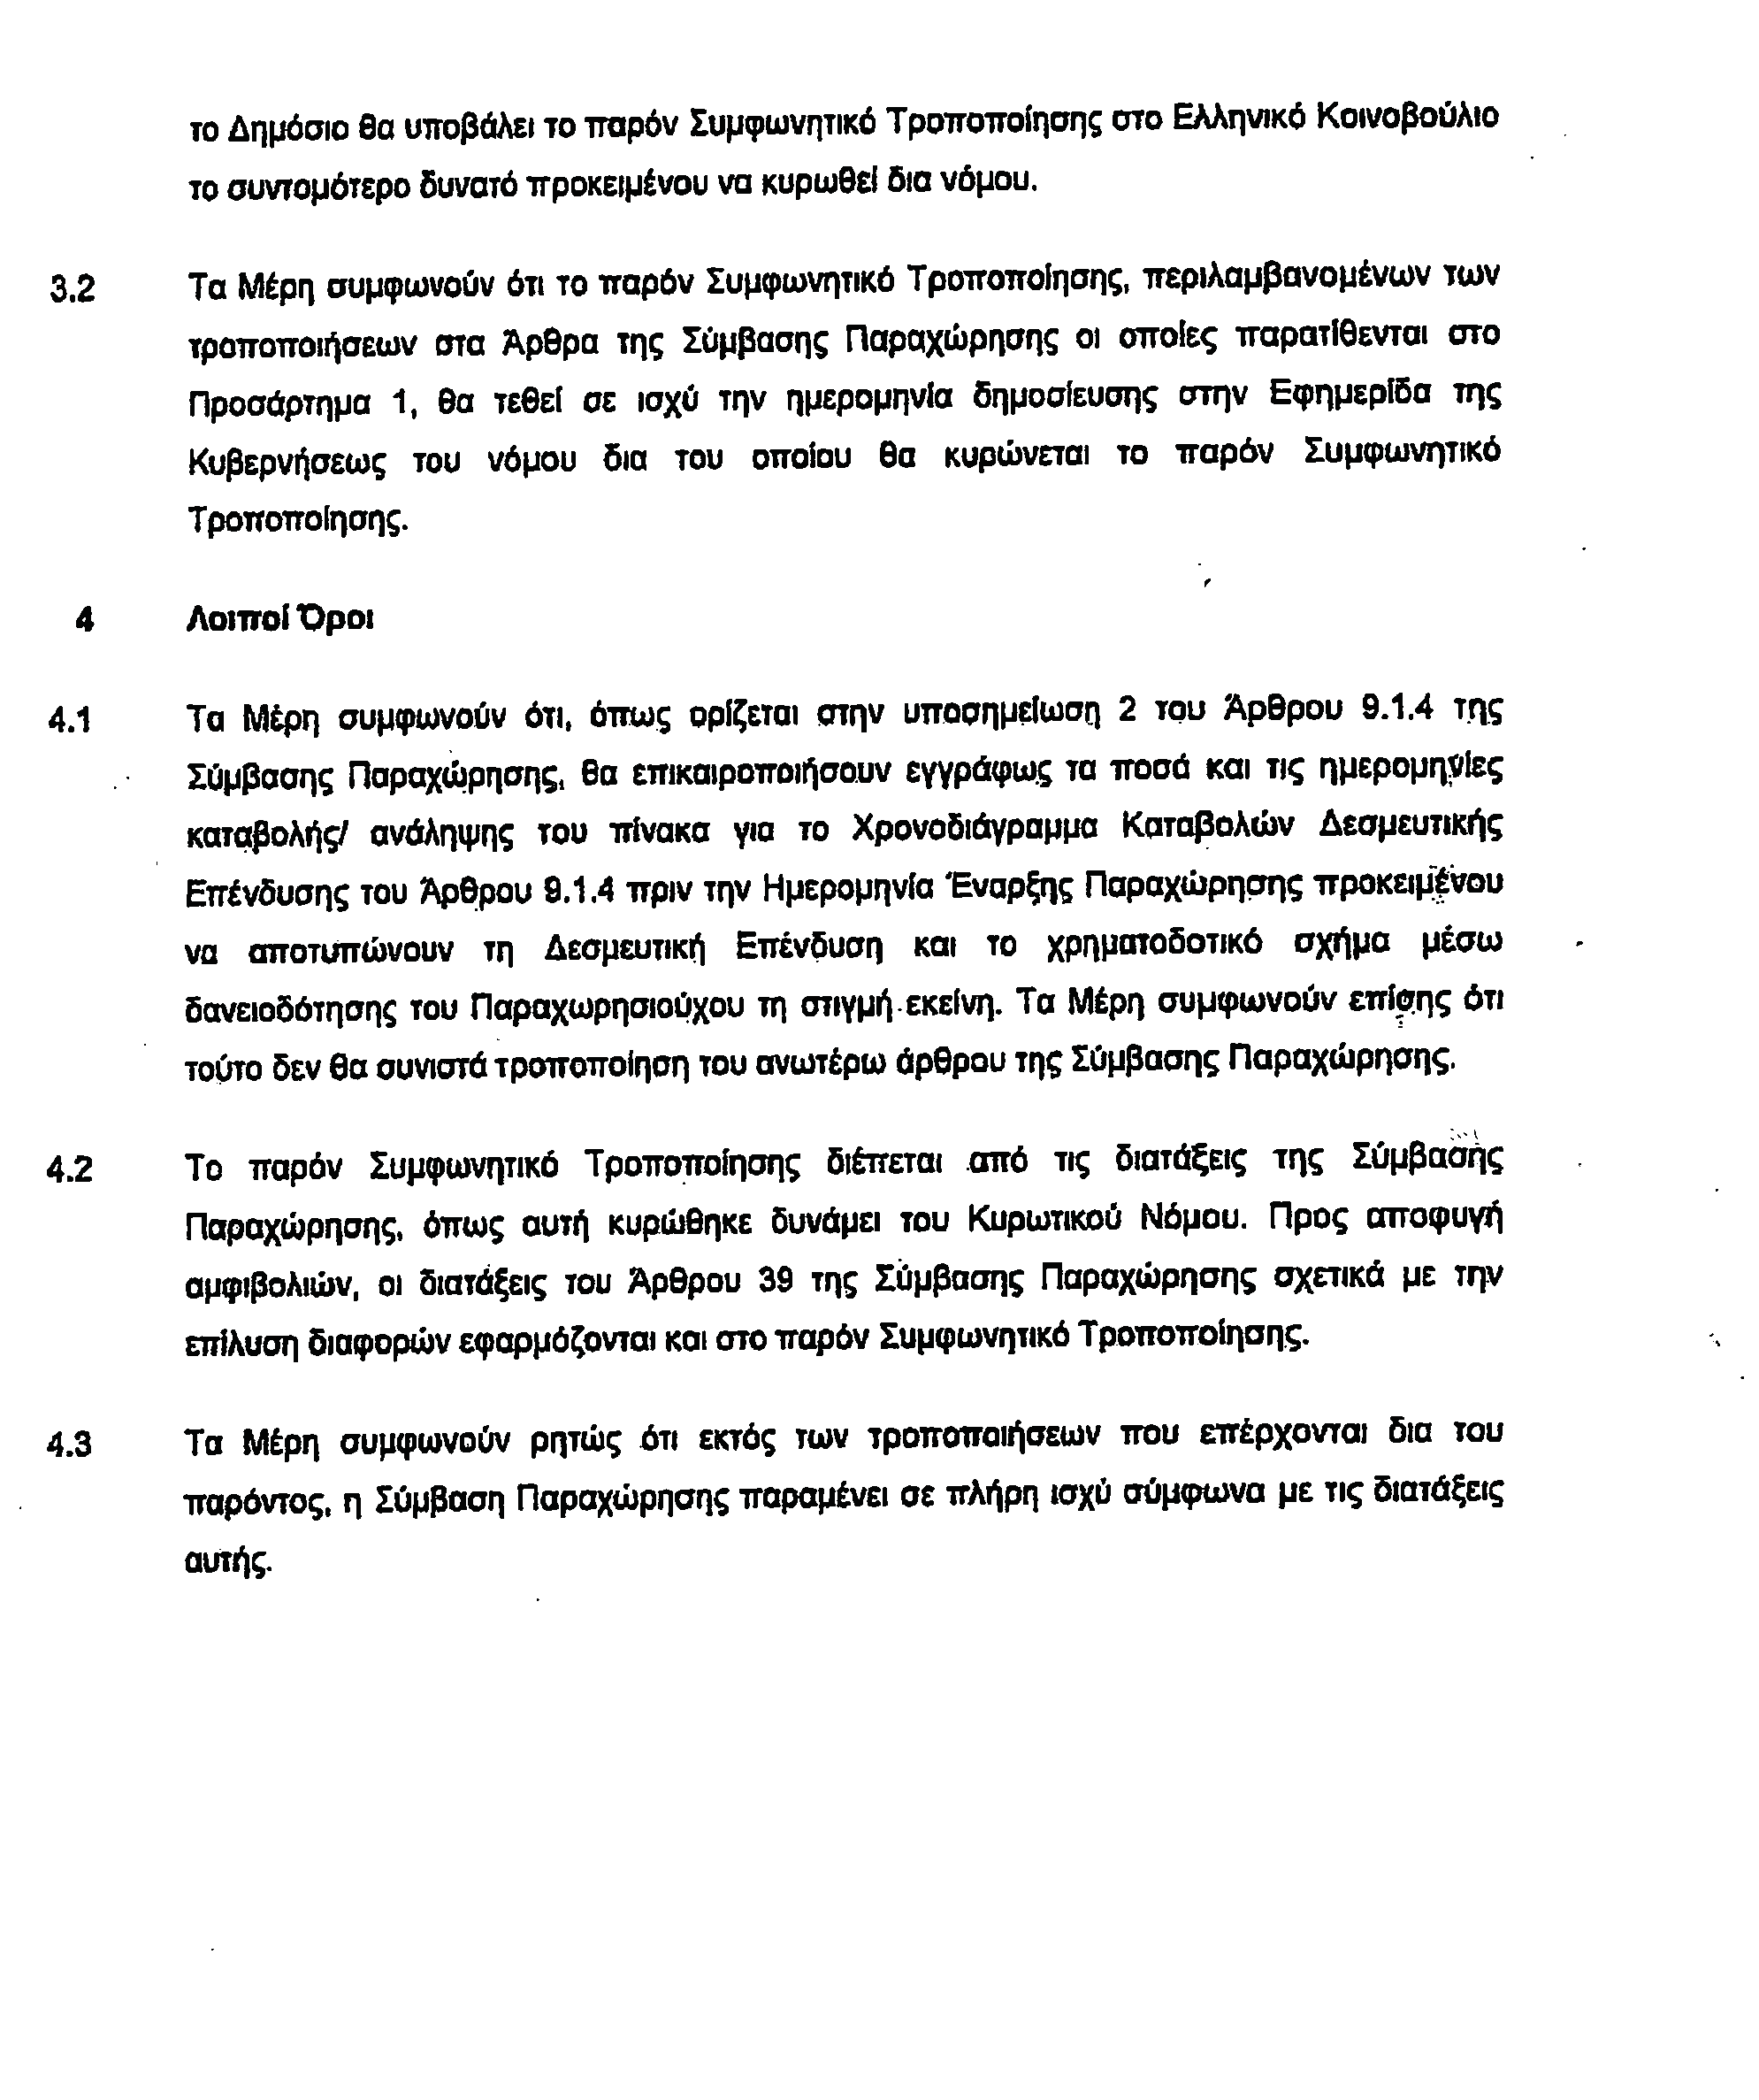 το Δημόσιο θα υποβάλει το παρόν Συμφωνητικό Τροποποίησης στο Ελληνικό Κοινοβούλιο
το συντομότερο δυνατό προκειμένου να κυρωθεί δια νόμου.
3.2 Τα Μέρη συμφωνούν ότι το παρόν Συμφωνητικό Τροποποίησης, περιλαμβανομένων των
τροποποιήσεων στα Άρθρα της Σύμβασης Παραχώρησης οι οποίες παρατίθενται στο
Προσάρτημα 1, θα τεθεί σε ισχύ την ημερομηνία δημοσίευσης στην Εφημερίδα της
Κυβερνήσεως του νόμου δια του οποίου θα κυρώνεται το παρόν Συμφωνητικό
Τροποποίησης.
4 Λοιποί Όροι
4.1 Τα Μέρη συμφωνούν ότι, όπως ορίζεται στην υποσημείωση 2 του Άρθρου 9.1.4 της
Σύμβασης Παραχώρησης, θα επικαιροποιήσουν εγγράφως τα ποσά και τις ημερομηνίες
καταβολής/ ανάληψης του πίνακα για το Χρονοδιάγραμμα Καταβολών Δεσμευτικής
Επένδυσης του Άρθρου 9.1.4 πριν την Ημερομηνία Έναρξης Παραχώρησης προκειμένου
να αποτυπώνουν τη Δεσμευτική Επένδυση και το χρηματοδοτικό σχήμα μέσω
δανειοδότησης του Παραχωρησιούχου τη στιγμή εκείνη. Τα Μέρη συμφωνούν επίσης ότι
τούτο δεν θα συνιστά τροποποίηση του ανωτέρω άρθρου της Σύμβασης Παραχώρησης.
4.2 Το παρόν Συμφωνητικό Τροποποίησης διέπεται από τις διατάξεις της Σύμβασης
Παραχώρησης, όπως αυτή κυρώθηκε δυνάμει του Κυρωτικού Νόμου. Προς αποφυγή
αμφιβολιών, οι διατάξεις του Άρθρου 39 της Σύμβασης Παραχώρησης σχετικά με την
επίλυση διαφορών εφαρμόζονται και στο παρόν Συμφωνητικό Τροποποίησης.
4.3 Τα Μέρη συμφωνούν ρητώς ότι εκτός των τροποποιήσεων που επέρχονται δια του
παρόντος, η Σύμβαση Παραχώρησης παραμένει σε πλήρη ισχύ σύμφωνα με τις διατάξεις
αυτής.